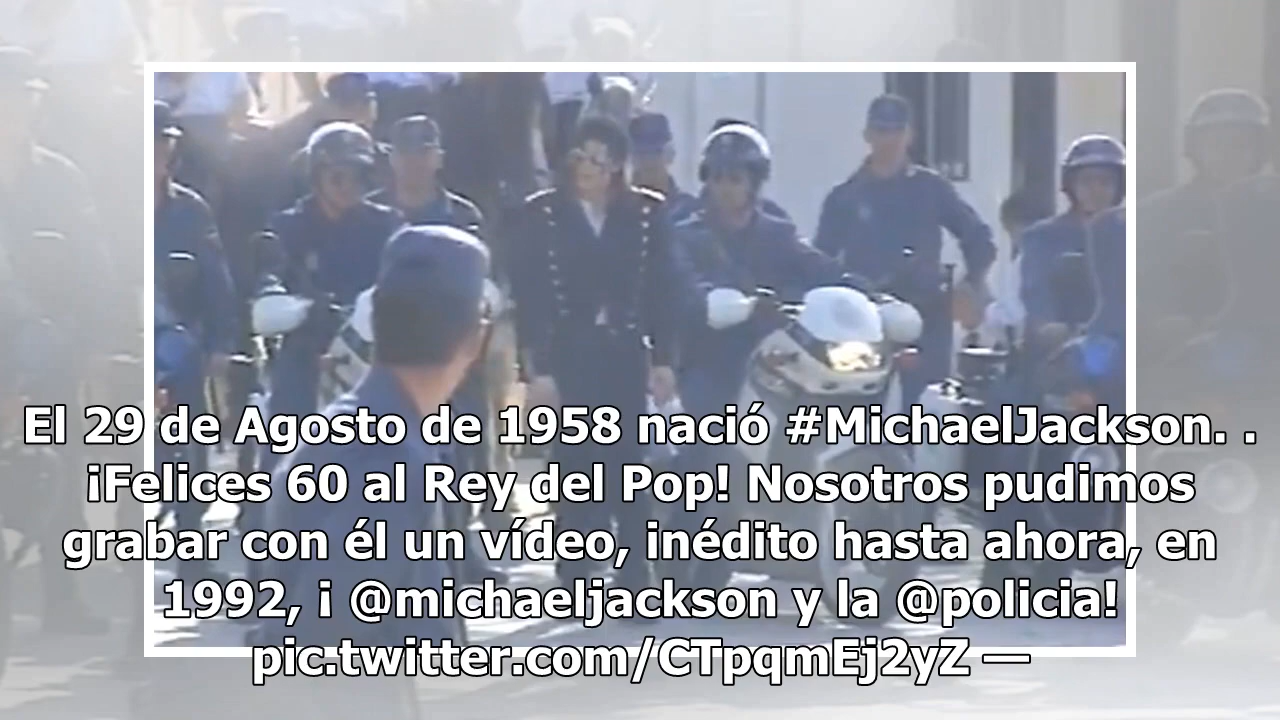 El 29 de Agosto de 1958 nació #MichaelJackson. .
¡Felices 60 al Rey del Pop! Nosotros pudimos
grabar con él un vídeo, inédito hasta ahora, en
1992, ¡ @michaeljackson y la @policia!
pic.twitter.com/CTpqmEj2yZ —